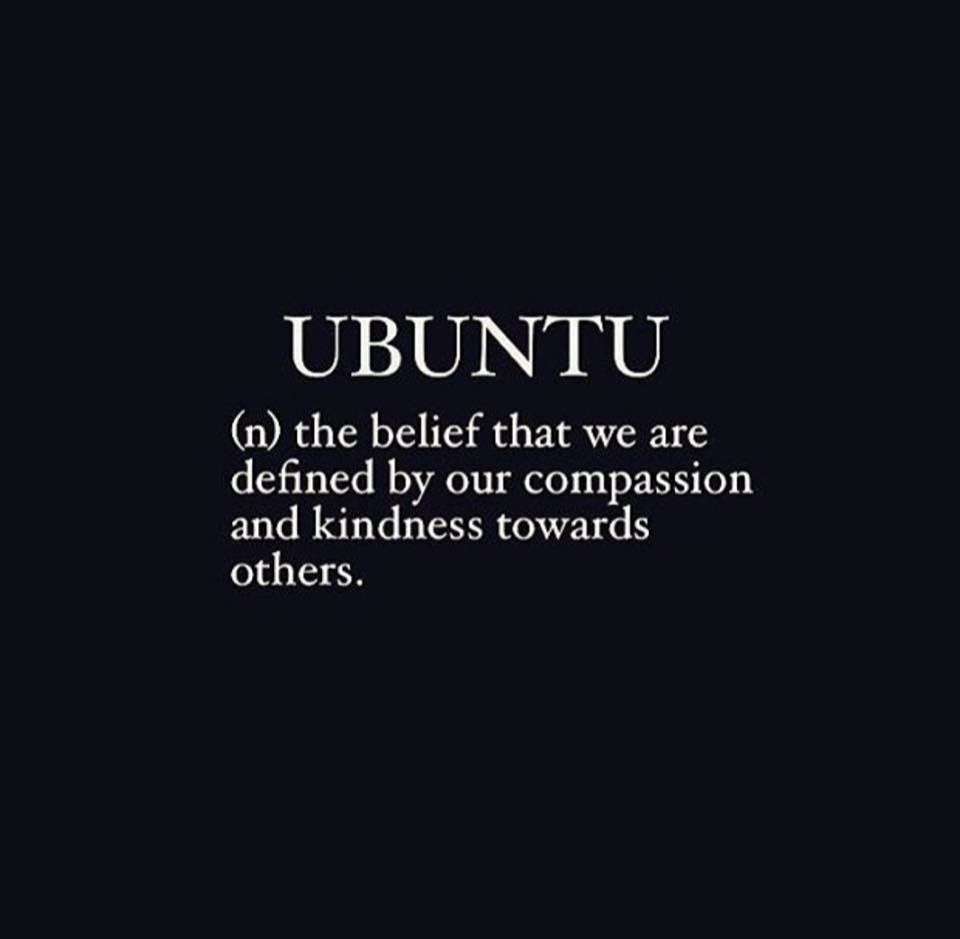 UBUNTU
(n) the belief that we are
defined by our compassion
and kindness towards
others.